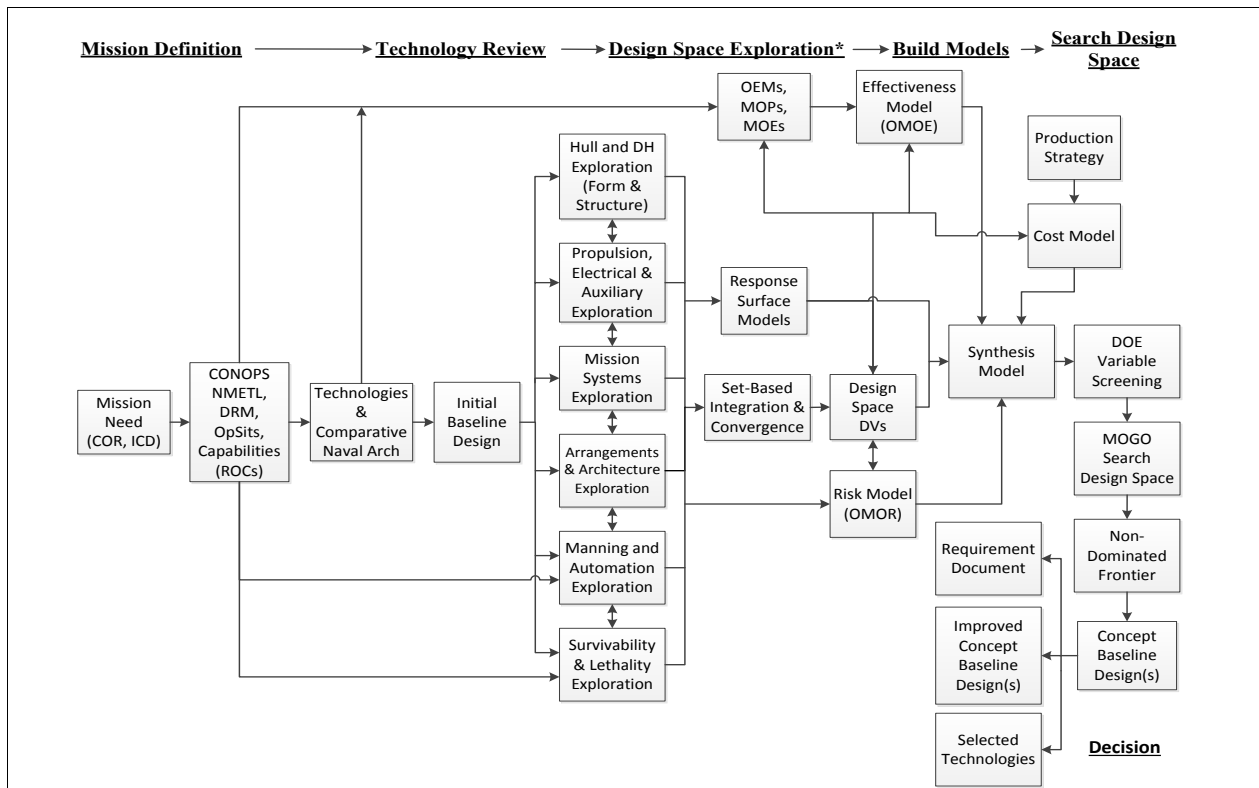 Mission Definition
Technology Review
Design Space Exploration*
Build Models
Search Design
Space
OEMs,
MOPs,
MOEs
Effectiveness
Model
(OMOE)
Production
Strategy
Cost Model
Hull and DH
Exploration
(Form &
Structure)
Propulsion,
Electrical &
Auxiliary
Exploration
Mission
Systems
Exploration
Arrangements
& Architecture
Exploration
Manning and
Automation
Exploration
Survivability
& Lethality
Exploration
Mission
Need
(COR, ICD)
CONOPS
NMETL,
DRM,
OpSits,
Capabilities
(ROCs)
Technologies
&
Comparative
Naval Arch
Initial
Baseline
Design
Response
Surface
Models
Set-Based
Integration &
Convergence
Design
Space
DVs
Risk Model
(OMOR)
Synthesis
Model
DOE
Variable
Screening
MOGO
Search
Design Space
Non-
Dominated
Frontier
Concept
Baseline
Design(s)
Requirement
Document
Improved
Concept
Baseline
Design(s)
Selected
Technologies
Decision